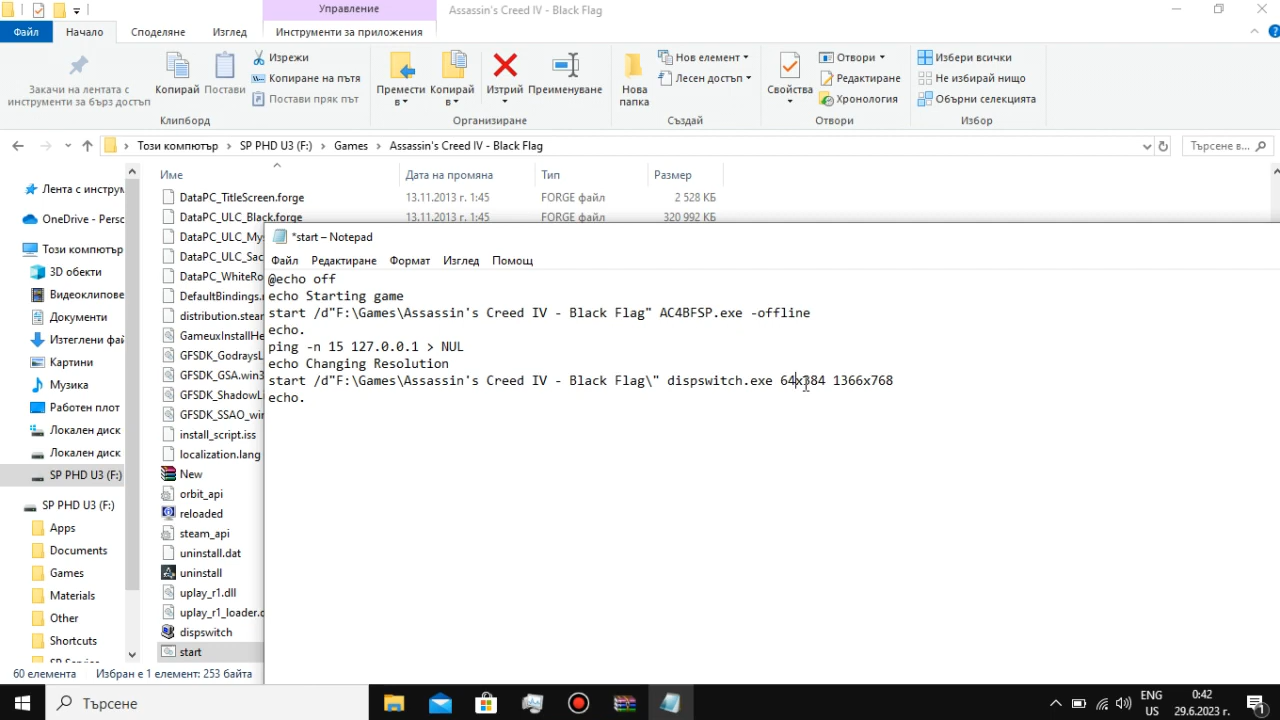 Управление
Assassin's Creed IV - Black Flag
Файл
Начало
Споделяне
Изглед
Инструменти за приложения
Закачи на лентата с инструменти за бърз достъп
Копирай
Постави
Изрежи
Копиране на пътя
Постави пряк път
Клипборд
Премести в
Копирай в
Изтрий
Преименуване
Организиране
Нова папка
Нов елемент
Лесен достъп
Създай
Свойства
Отвори
Редактиране
Хронология
Отвори
Избери всички
Не избирай нищо
Обърни селекцията
Избор
Този компютър
SP PHD U3 (F:)
Games
Assassin's Creed IV - Black Flag
Търсене в...
Име
Дата на промяна
Тип
Размер
DataPC_TitleScreen.forge 13.11.2013 г. 1:45 FORGE файл 2 528 КБ
DataPC_ULC_Black.forge 13.11.2013 г. 1:45 FORGE файл 320 992 КБ
DataPC_ULC_My
DataPC_ULC_Sac
DataPC_WhiteRo
DefaultBindings.
distribution.stear
GameuxInstallHe
GFSDK_GodraysL
GFSDK_GSA.win3
GFSDK_ShadowL
GFSDK_SSAO_wi
install_script.iss
localization.lang
New
orbit_api
reloaded
steam_api
uninstall.dat
uninstall
uplay_r1.dll
uplay_r1_loader.c
dispswitch
start
Лента с инструм
OneDrive - Persc
Този компютър
3D обекти
Видеоклипове
Документи
Изтеглени фай
Картини
Музика
Работен плот
Локален диск
Локален диск
SP PHD U3 (F:)
SP PHD U3 (F:)
Apps
Documents
Games
Materials
Other
Shortcuts
60 елемента
Избран е 1 елемент: 253 байта
*start – Notepad
Файл
Редактиране
Формат
Изглед
Помощ
@echo off
echo Starting game
start /d"F:\Games\Assassin's Creed IV - Black Flag" AC4BFSP.exe -offline
echo.
ping -n 15 127.0.0.1 > NUL
echo Changing Resolution
start /d"F:\Games\Assassin's Creed IV - Black Flag\" dispswitch.exe 64x384 1366x768
echo.
Търсене
ENG
US
0:42
29.6.2023 г.
1